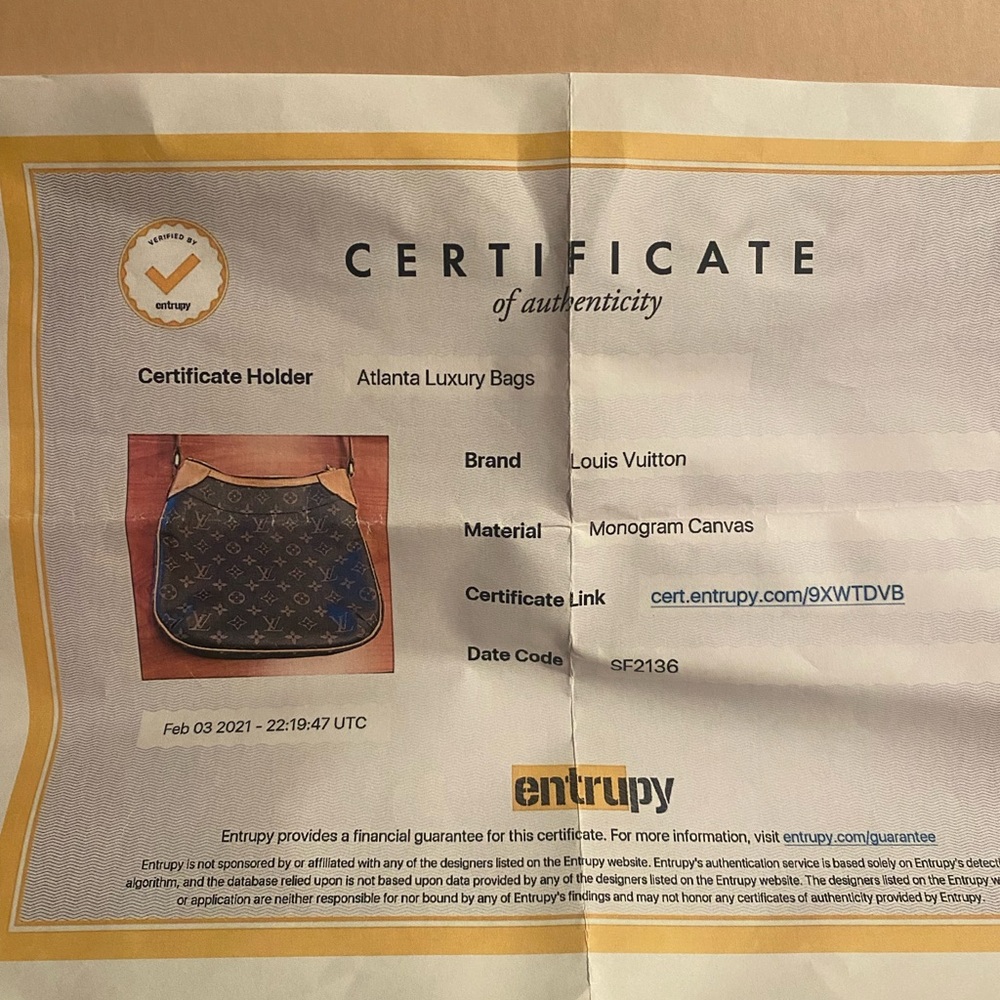 VERIFIED BY
entrupy
CERTIFICATE
of authenticity
Certificate Holder Atlanta Luxury Bags
Brand Louis Vuitton
Material Monogram Canvas
Certificate Link cert.entrupy.com/9XWTDVB
Date Code SF2136
Feb 03 2021 - 22:19:47 UTC
entrupy
Entrupy provides a financial guarantee for this certificate. For more information, visit entrupy.com/guarantee
Entrupy is not sponsored by or affiliated with any of the designers listed on the Entrupy website. Entrupy's authentication service is based solely on Entrupy's
algorithm, and the database relied upon is not based upon data provided by any of the designers listed on the Entrupy website. The designers listed on the Entrupy
or application are neither responsible for nor bound by any of Entrupy's findings and may not honor any certificates of authenticity provided by Entrupy.